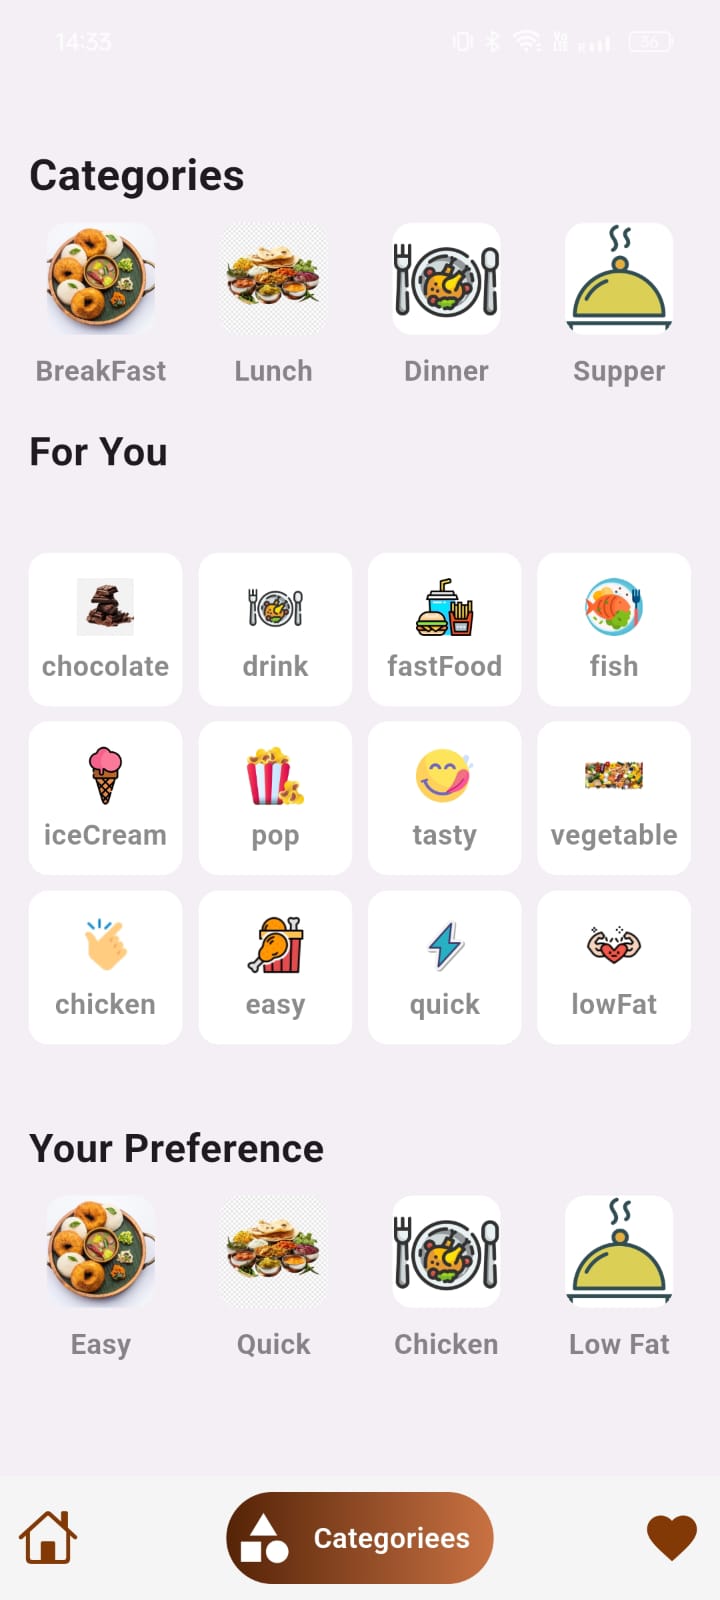 14:33
36
Categories
BreakFast Lunch Dinner Supper
For You
chocolate drink fastFood fish
iceCream pop tasty vegetable
chicken easy quick lowFat
Your Preference
Easy Quick Chicken Low Fat
Categoriees